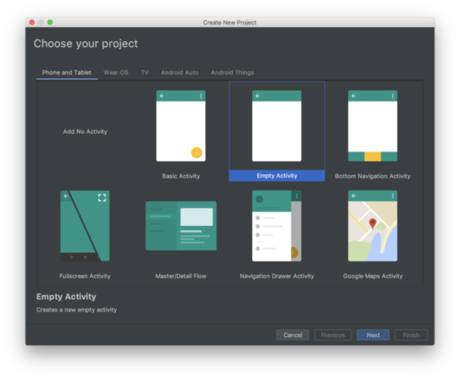 Create New Project
Choose your project
Phone and Tablet Wear OS TV Android Auto Android Things
Add No Activity
Basic Activity
Empty Activity
Bottom Navigation Activity
Fullscreen Activity
Master/Detail Flow
Navigation Drawer Activity
Google Maps Activity
Empty Activity
Creates a new empty activity
Cancel Previous Next Finish